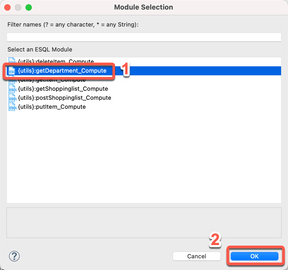 Module Selection
Filter names (? = any character, * = any String):
Select an ESQL Module
{utils}:deleteItem_Compute
{utils}:getDepartment_Compute
1
{utils}:getItem_Compute
{utils}:getShoppinglist_Compute
{utils}:postShoppinglist_Compute
{utils}:putItem_Compute
2
?
Cancel
OK